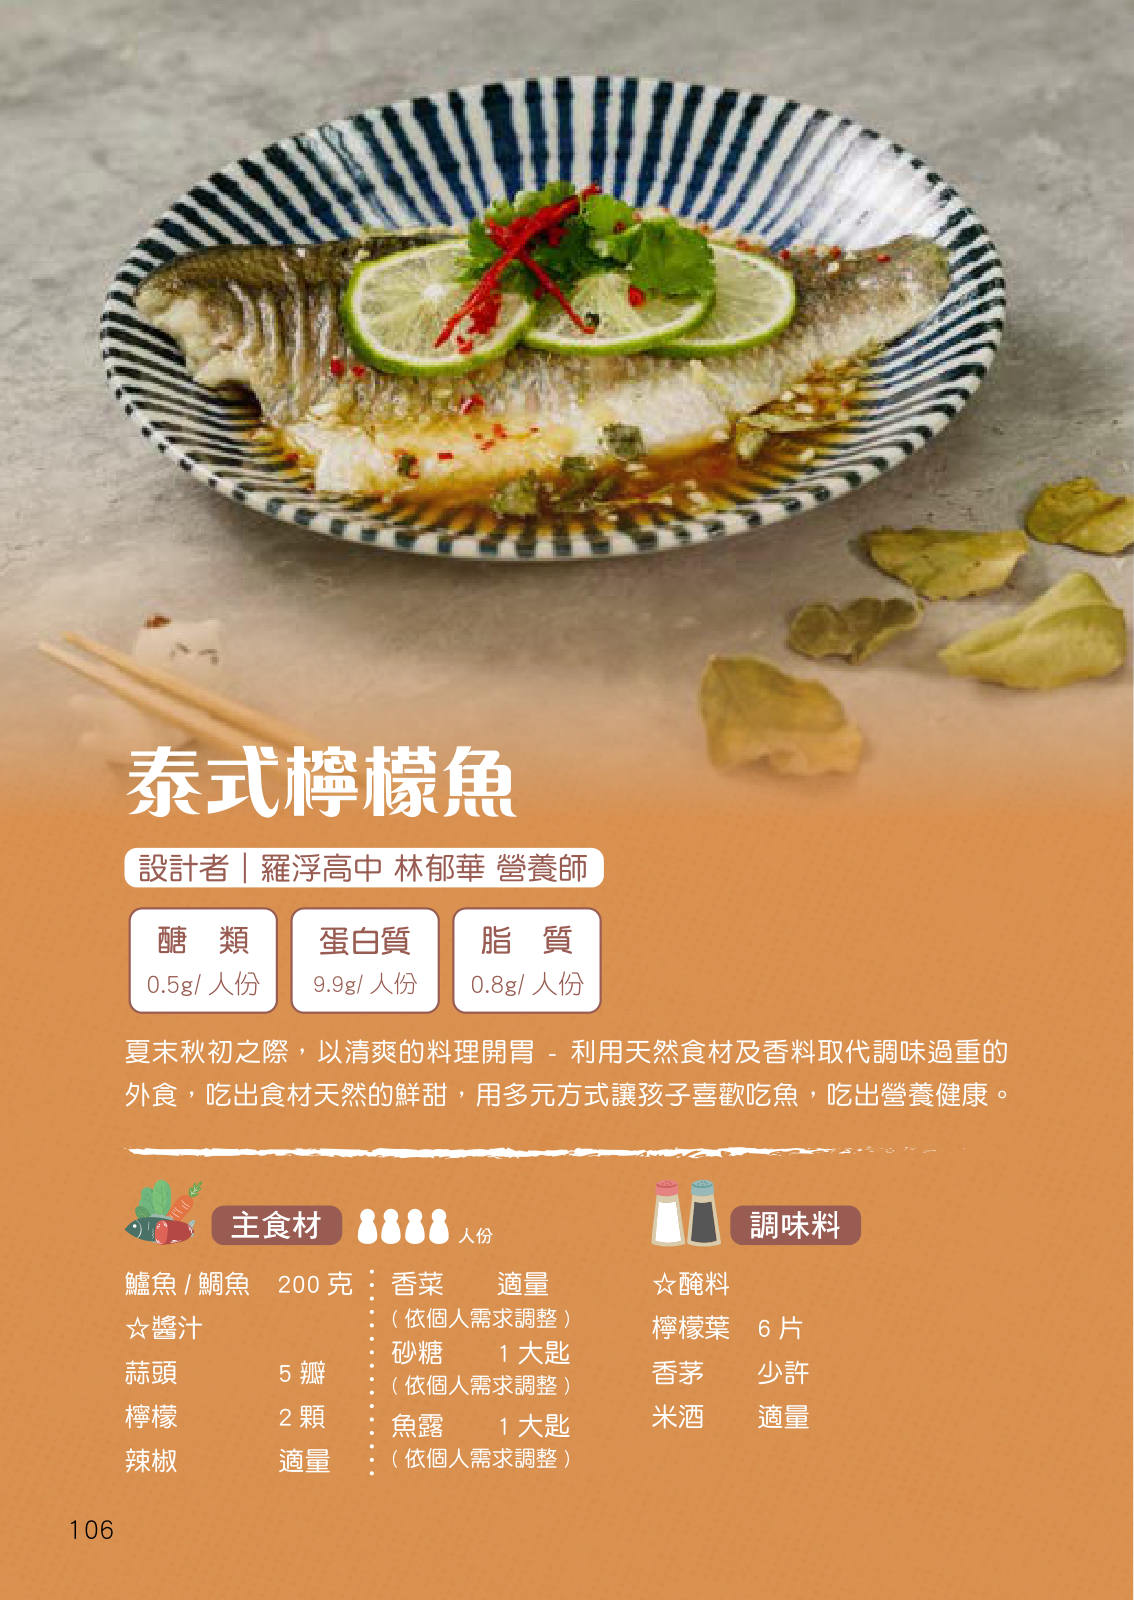 泰式檸檬魚
設計者｜羅浮高中 林郁華 營養師
醣 類
0.5g/ 人份
蛋白質
9.9g/ 人份
脂 質
0.8g/ 人份
夏末秋初之際，以清爽的料理開胃 - 利用天然食材及香料取代調味過重的
外食，吃出食材天然的鮮甜，用多元方式讓孩子喜歡吃魚，吃出營養健康。
主食材
人份
鱸魚 / 鯛魚 200 克
☆醬汁
蒜頭 5 瓣
檸檬 2 顆
辣椒 適量
香菜 適量
( 依個人需求調整 )
砂糖 1 大匙
( 依個人需求調整 )
魚露 1 大匙
( 依個人需求調整 )
調味料
☆醃料
檸檬葉 6 片
香茅 少許
米酒 適量
106